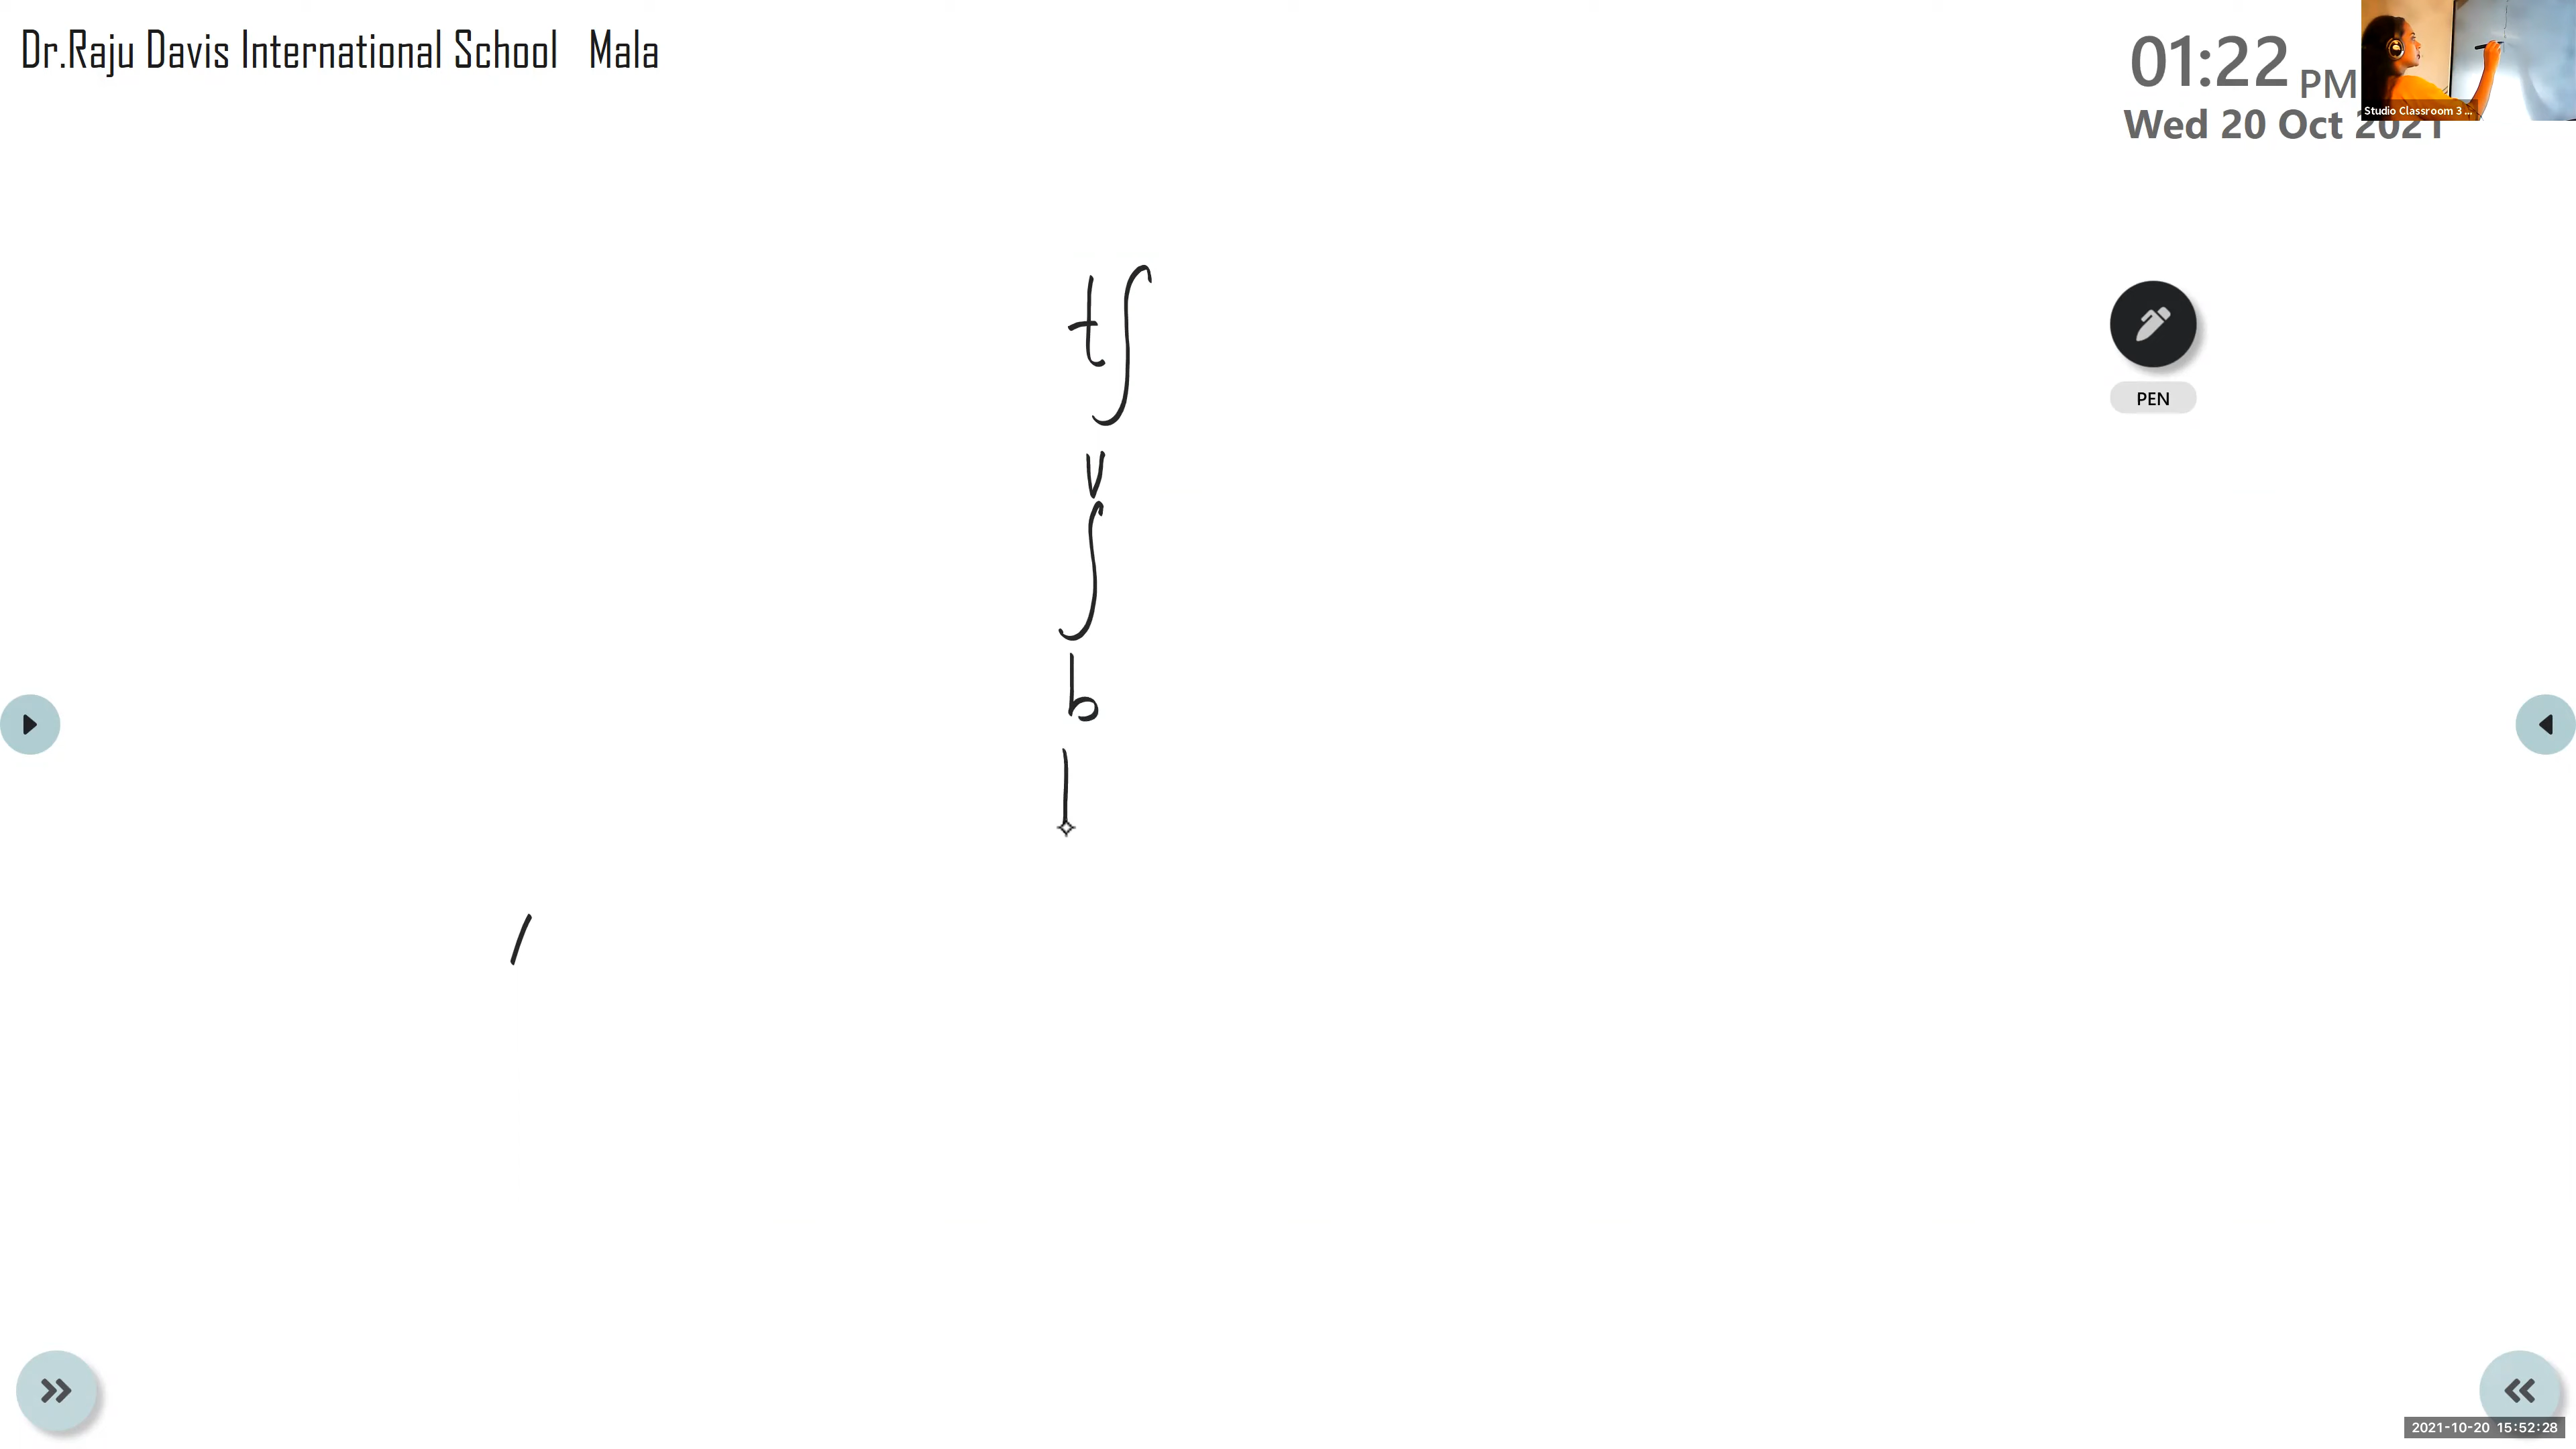 Dr.Raju Davis International School   Mala
01:22 PM
Studio Classroom 3 ...
Wed 20 Oct 2021
tʃ
PEN
v
ʃ
b
l
/
2021-10-20 15:52:28